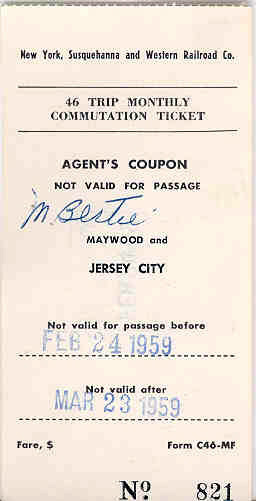 New York, Susquehanna and Western Railroad Co.
46 TRIP MONTHLY
COMMUTATION TICKET
AGENT'S COUPON
NOT VALID FOR PASSAGE
M. Bestie
MAYWOOD and
JERSEY CITY
Not valid for passage before
FEB 24 1959
Not valid after
MAR 23 1959
Fare, $ Form C46-MF
No. 821